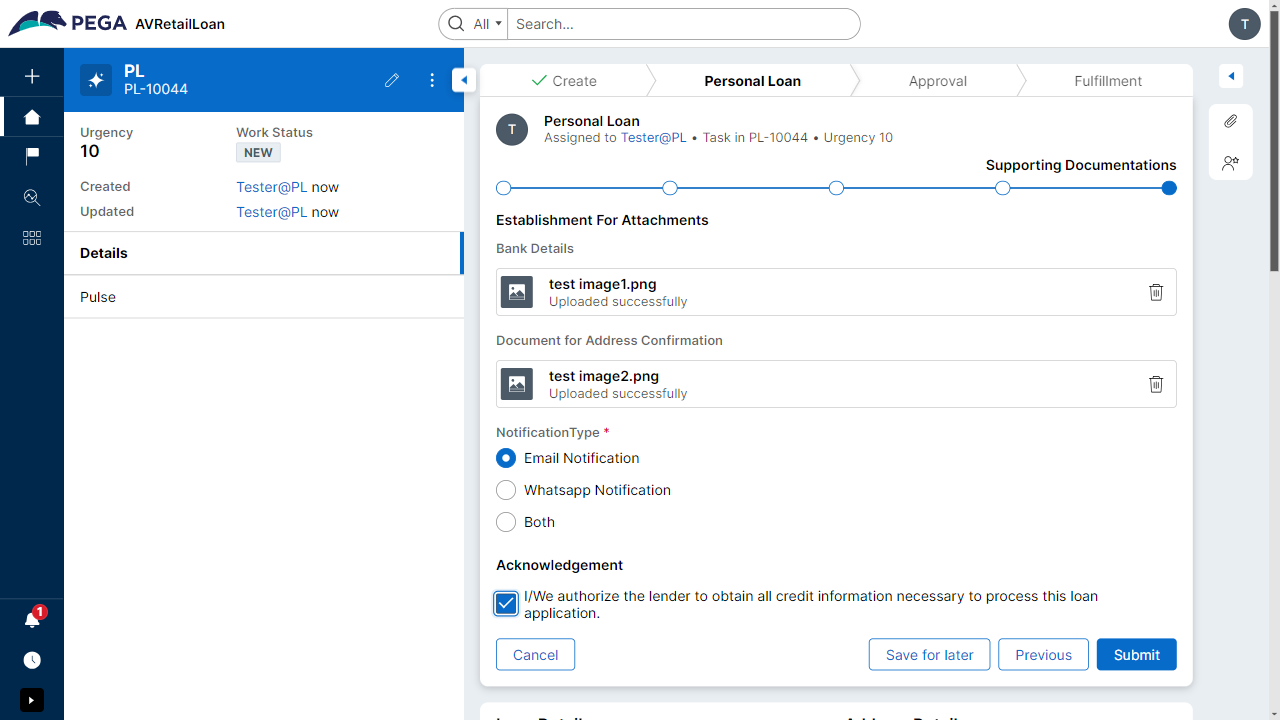 PEGA AVRetailLoan
All
Search...
T
PL
PL-10044
Urgency
10
Work Status
NEW
Created
Tester@PL now
Updated
Tester@PL now
Details
Pulse
1
Create
Personal Loan
Approval
Fulfillment
T
Personal Loan
Assigned to Tester@PL • Task in PL-10044 • Urgency 10
Supporting Documentations
Establishment For Attachments
Bank Details
test image1.png
Uploaded successfully
Document for Address Confirmation
test image2.png
Uploaded successfully
NotificationType *
Email Notification
Whatsapp Notification
Both
Acknowledgement
I/We authorize the lender to obtain all credit information necessary to process this loan
application.
Cancel
Save for later
Previous
Submit